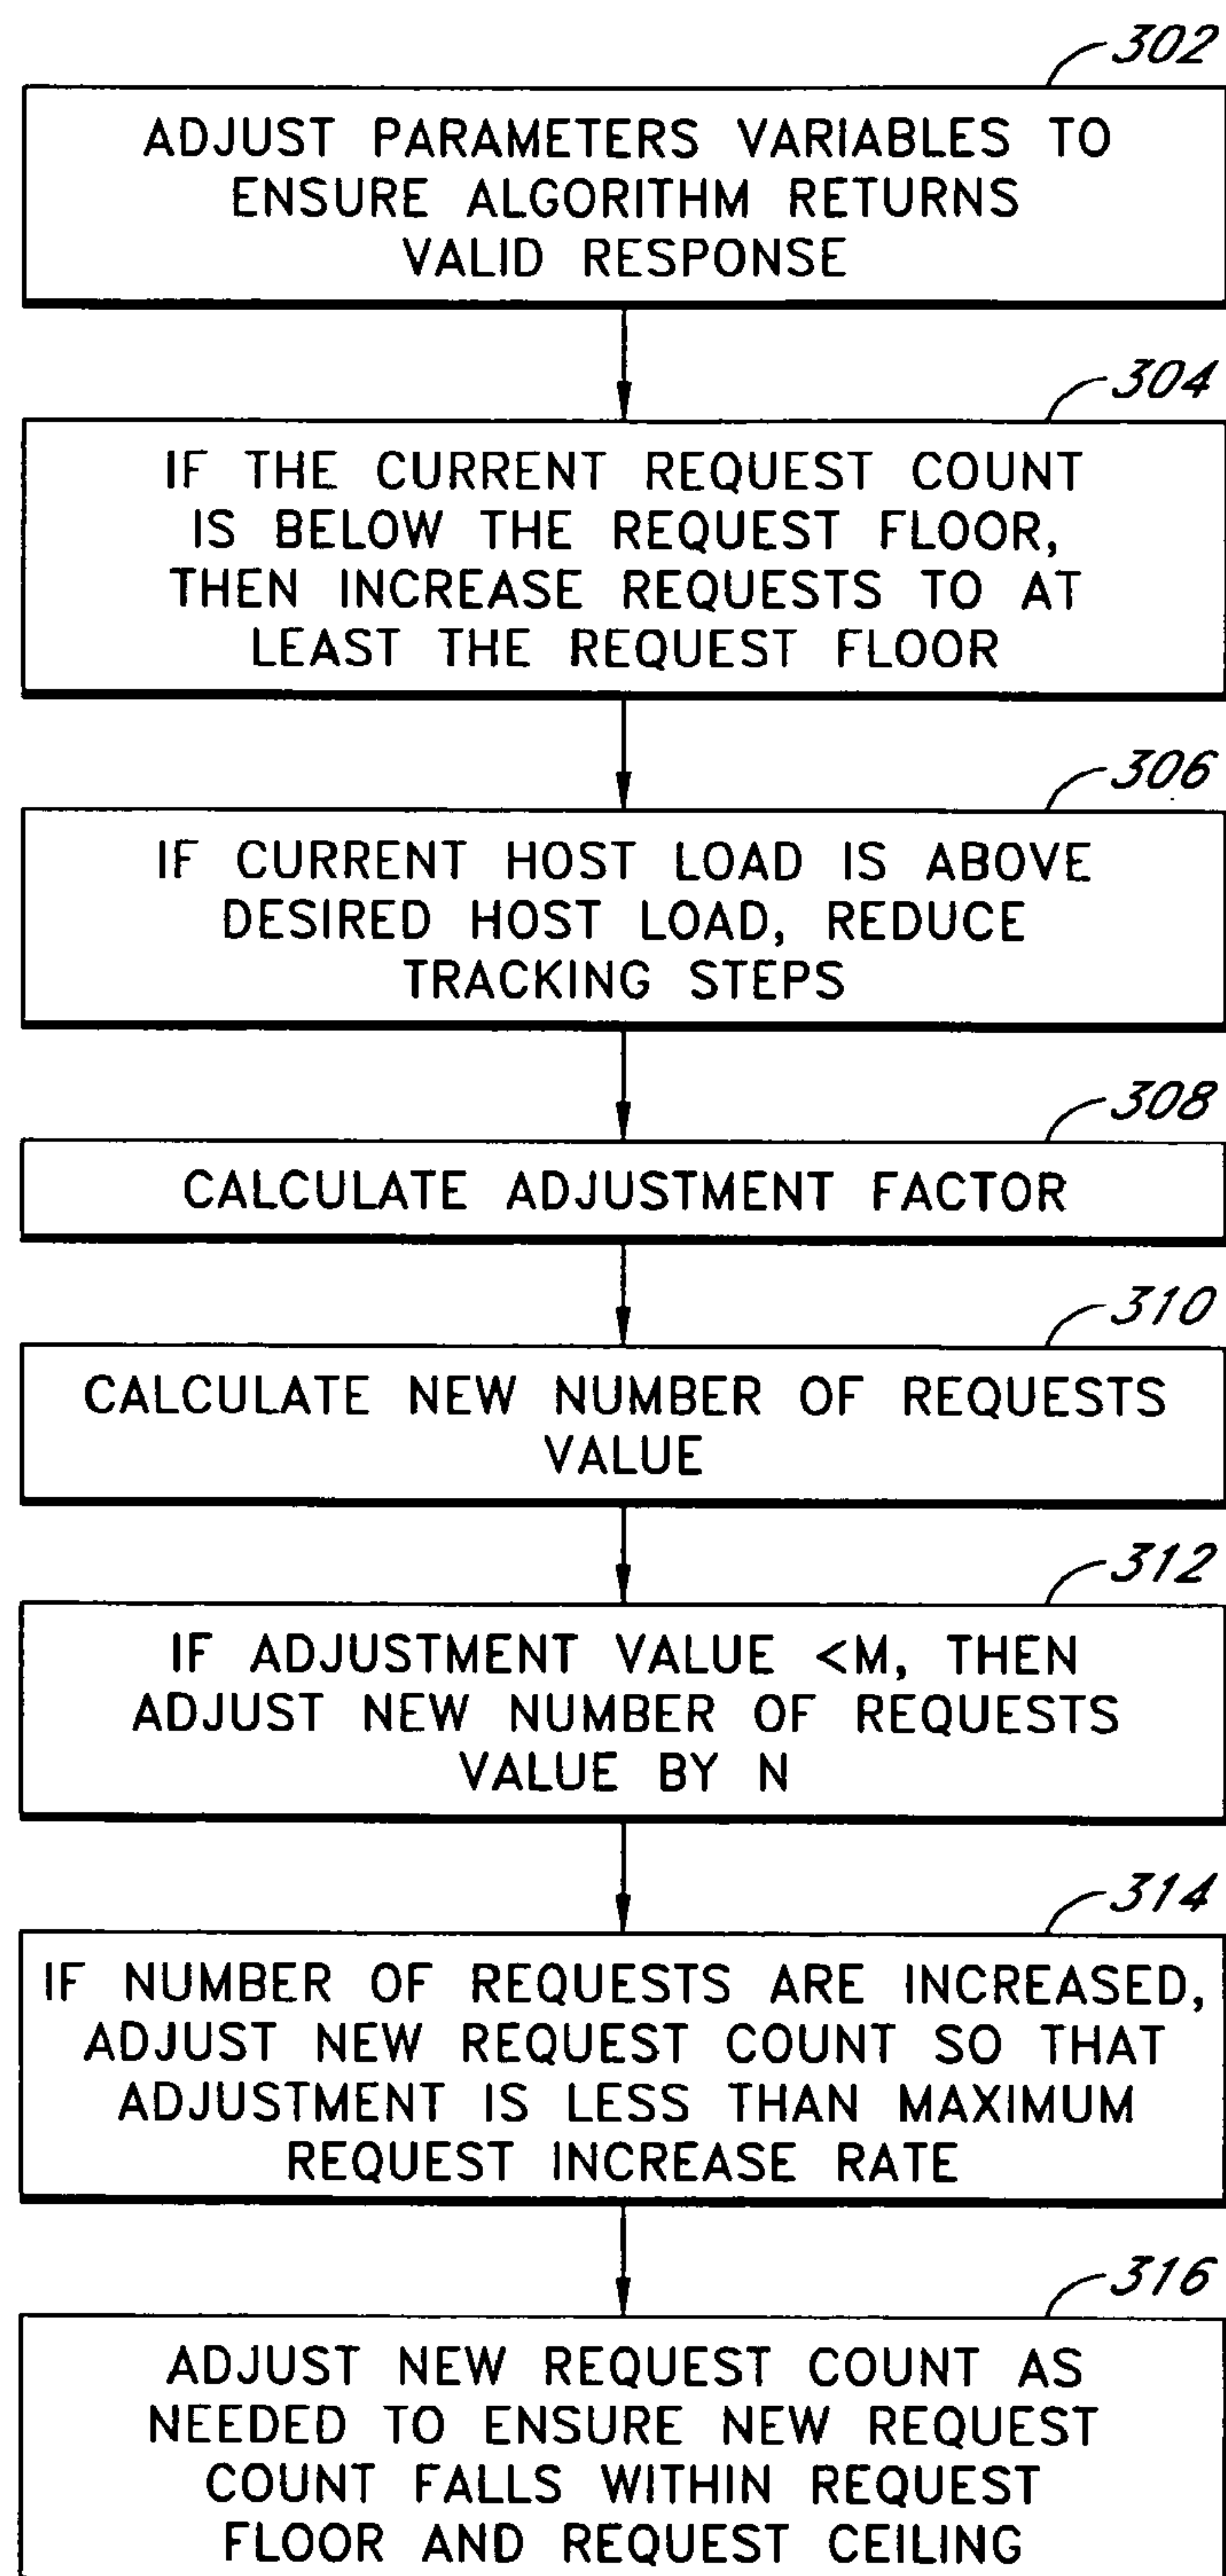 302
ADJUST PARAMETERS VARIABLES TO
ENSURE ALGORITHM RETURNS
VALID RESPONSE
304
IF THE CURRENT REQUEST COUNT
IS BELOW THE REQUEST FLOOR,
THEN INCREASE REQUESTS TO AT
LEAST THE REQUEST FLOOR
306
IF CURRENT HOST LOAD IS ABOVE
DESIRED HOST LOAD, REDUCE
TRACKING STEPS
308
CALCULATE ADJUSTMENT FACTOR
310
CALCULATE NEW NUMBER OF REQUESTS
VALUE
312
IF ADJUSTMENT VALUE <M, THEN
ADJUST NEW NUMBER OF REQUESTS
VALUE BY N
314
IF NUMBER OF REQUESTS ARE INCREASED,
ADJUST NEW REQUEST COUNT SO THAT
ADJUSTMENT IS LESS THAN MAXIMUM
REQUEST INCREASE RATE
316
ADJUST NEW REQUEST COUNT AS
NEEDED TO ENSURE NEW REQUEST
COUNT FALLS WITHIN REQUEST
FLOOR AND REQUEST CEILING